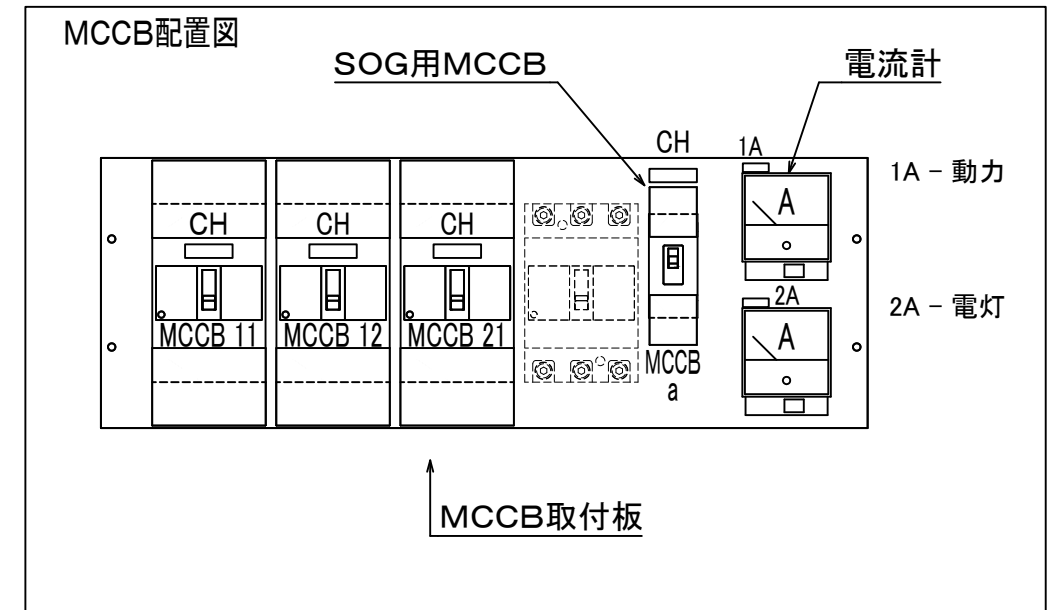 MCCB配置図
SOG用MCCB
電流計
CH
1A
1A − 動力
A
CH
CH
CH
MCCB 11
MCCB 12
MCCB 21
MCCB
a
2A
2A − 電灯
A
MCCB取付板